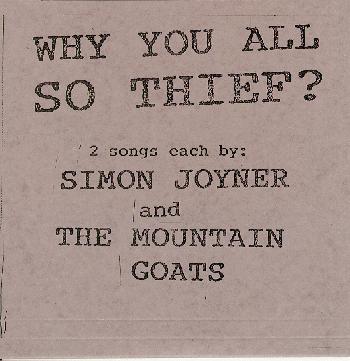 WHY YOU ALL
SO THIEF?
2 songs each by:
SIMON JOYNER
and
THE MOUNTAIN
GOATS